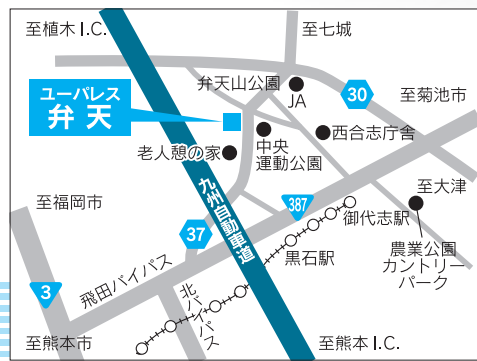 至植木I.C.
至七城
弁天山公園
JA
30
至菊池市
ユーパレス
弁天
中央
運動公園
西合志庁舎
老人憩の家
至福岡市
九州自動車道
387
至大津
御代志駅
37
黒石駅
農業公園
カントリー
パーク
飛田バイパス
3
北バイパス
至熊本市
至熊本I.C.